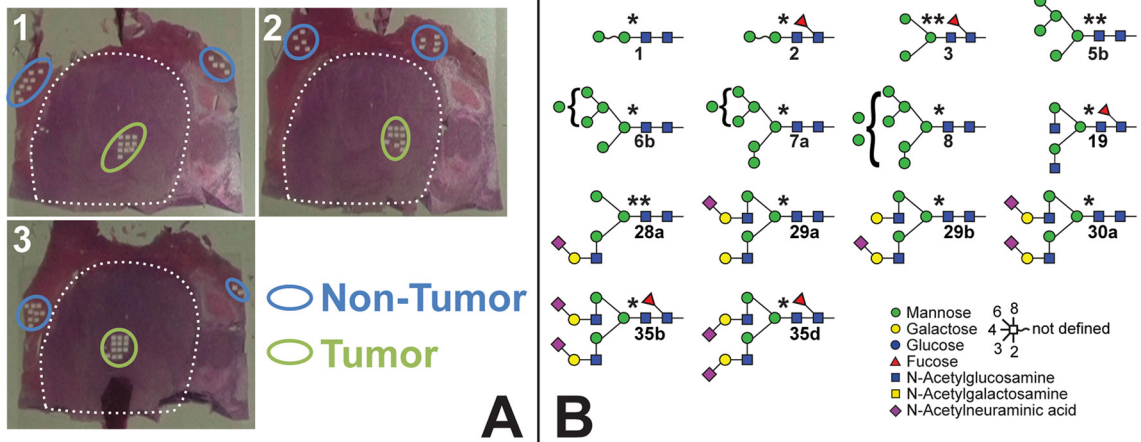 1
2
3
Non-Tumor
Tumor
A
*
1
*
2
**
3
**
5b
*
6b
*
7a
*
8
*
19
**
28a
*
29a
*
29b
*
30a
*
35b
*
35d
Mannose
Galactose
Glucose
Fucose
N-Acetylglucosamine
N-Acetylgalactosamine
N-Acetylneuraminic acid
6 8
4 not defined
3 2
B